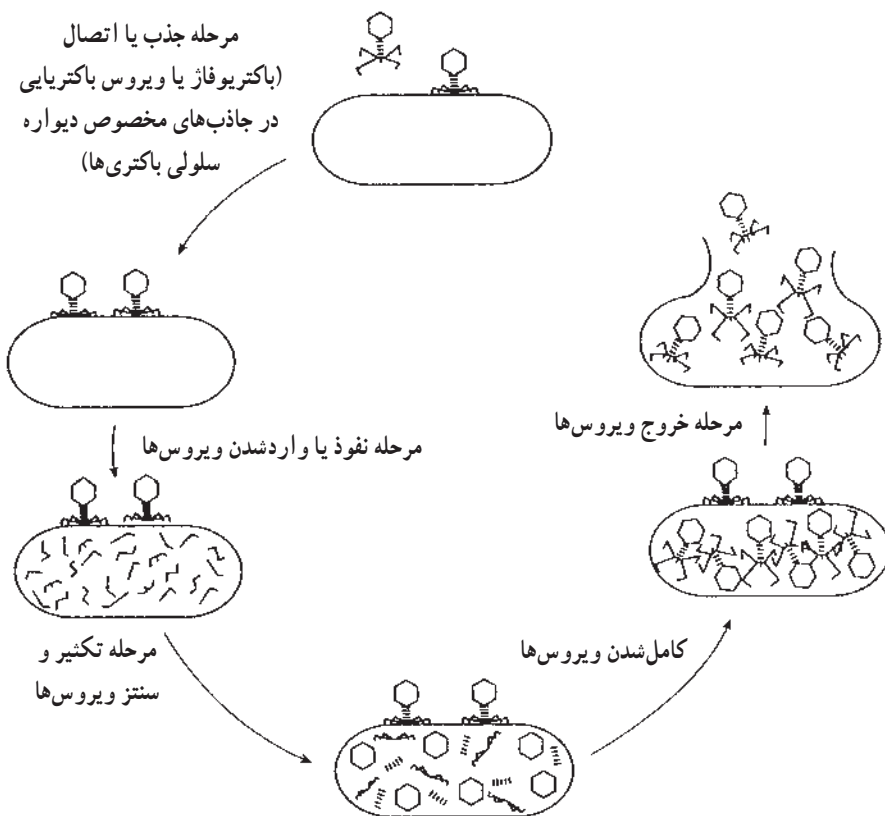 مرحله جذب یا اتصال
(باکتریوفاژ یا ویروس باکتریایی
در جاذب‌های مخصوص دیواره
سلولی باکتری‌ها)
مرحله نفوذ یا واردشدن ویروس‌ها
مرحله تکثیر و
سنتز ویروس‌ها
کامل‌شدن ویروس‌ها
مرحله خروج ویروس‌ها